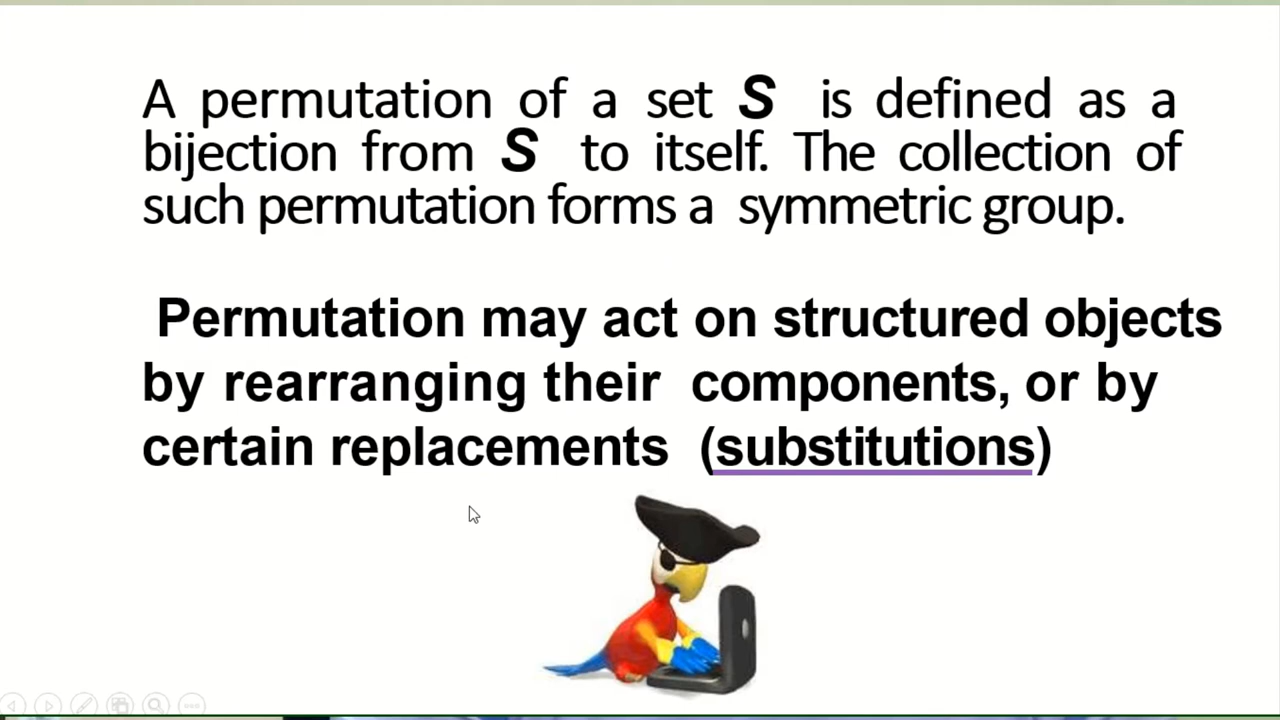 A permutation of a set S is defined as a
bijection from S to itself. The collection of
such permutation forms a symmetric group.
Permutation may act on structured objects
by rearranging their components, or by
certain replacements (substitutions)